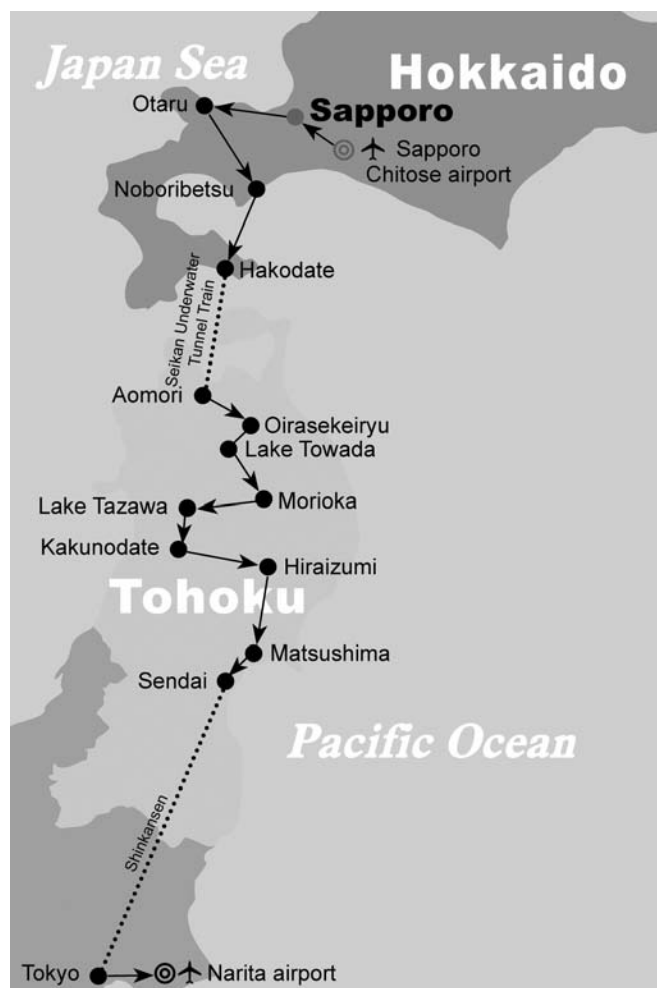 Japan Sea
Hokkaido
Otaru
Sapporo
Sapporo
Chitose airport
Noboribetsu
Hakodate
Seikan Underwater
Tunnel Train
Aomori
Oirasekeiryu
Lake Towada
Lake Tazawa
Morioka
Kakunodate
Hiraizumi
Tohoku
Matsushima
Sendai
Pacific Ocean
Shinkansen
Tokyo
Narita airport